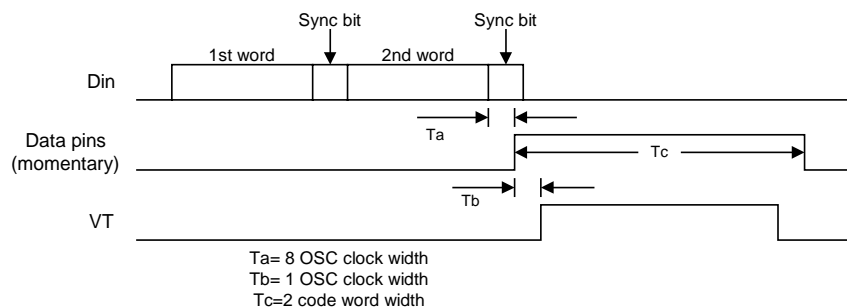 Sync bit Sync bit
1st word 2nd word
Din
Ta
Data pins
(momentary)
Tc
Tb
VT
Ta= 8 OSC clock width
Tb= 1 OSC clock width
Tc=2 code word width